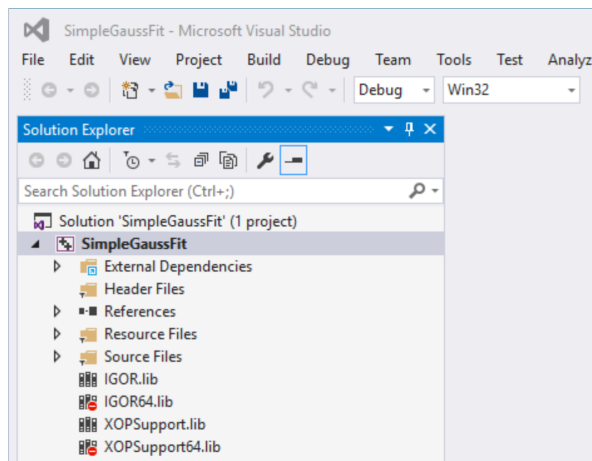 SimpleGaussFit - Microsoft Visual Studio
File Edit View Project Build Debug Team Tools Test Analyz
Debug Win32
Solution Explorer
Search Solution Explorer (Ctrl+;)
Solution 'SimpleGaussFit' (1 project)
SimpleGaussFit
External Dependencies
Header Files
References
Resource Files
Source Files
IGOR.lib
IGOR64.lib
XOPSupport.lib
XOPSupport64.lib